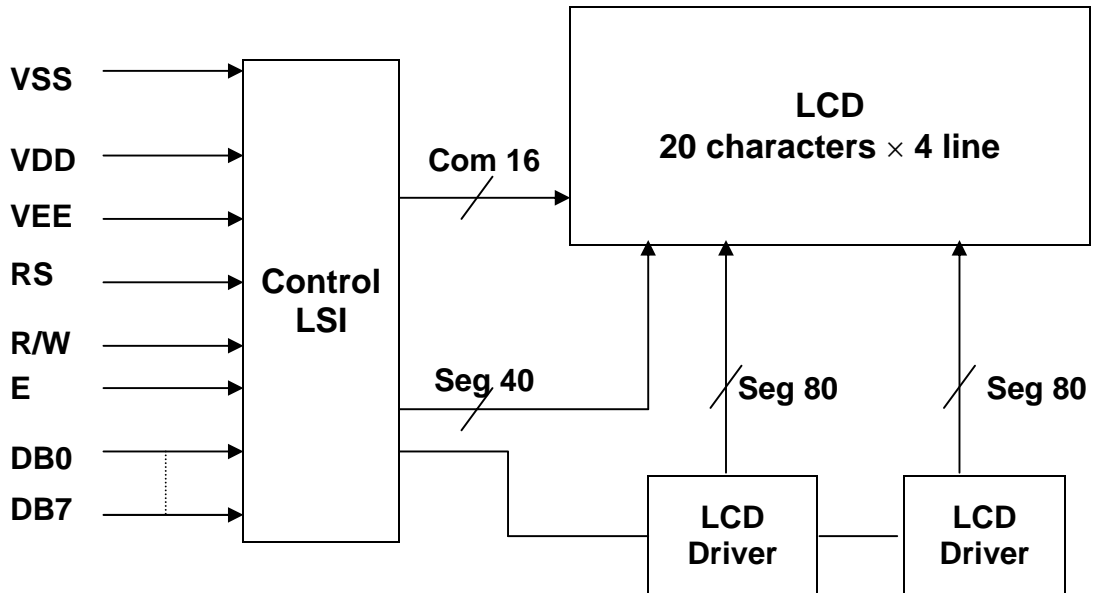 VSS
VDD
VEE
RS
R/W
E
DB0
DB7
Control
LSI
Com 16
Seg 40
LCD
20 characters × 4 line
Seg 80
Seg 80
LCD
Driver
LCD
Driver